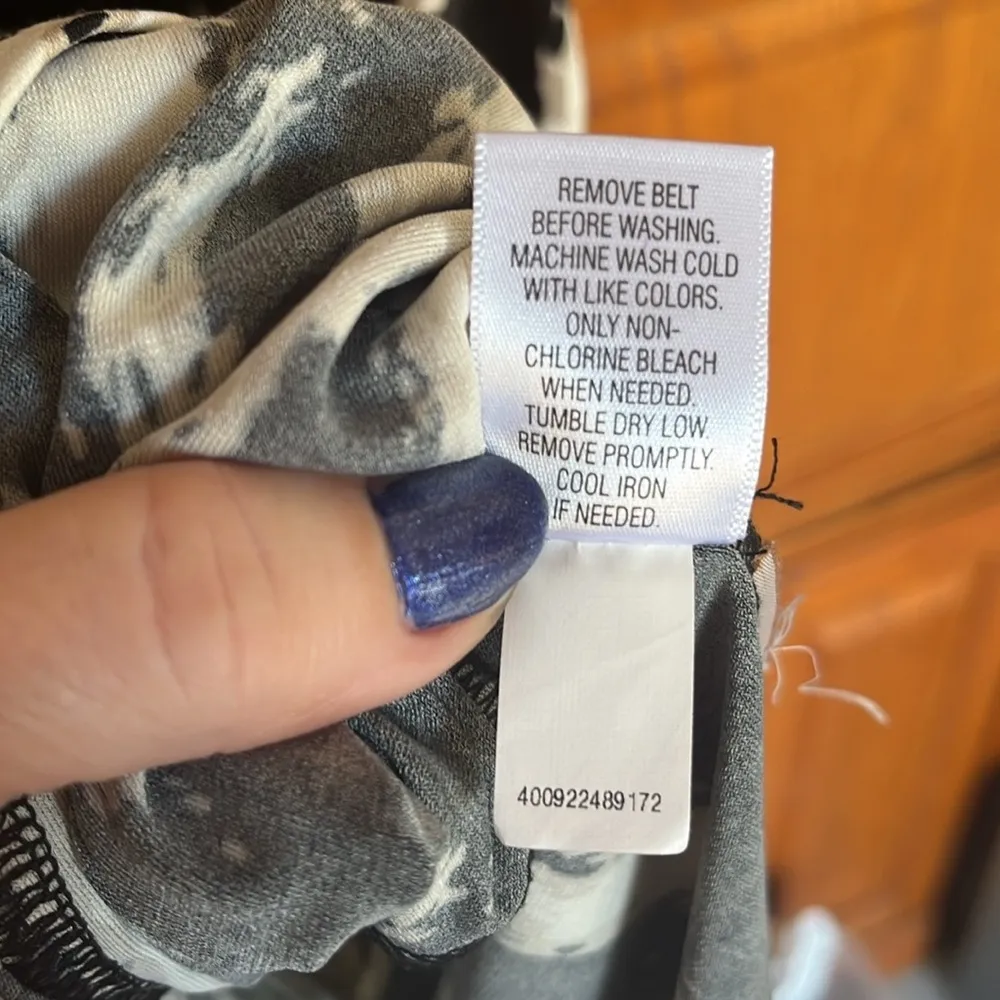 REMOVE BELT
BEFORE WASHING.
MACHINE WASH COLD
WITH LIKE COLORS.
ONLY NON-
CHLORINE BLEACH
WHEN NEEDED.
TUMBLE DRY LOW
REMOVE PROMPTLY.
COOL IRON
IF NEEDED.
400922489172